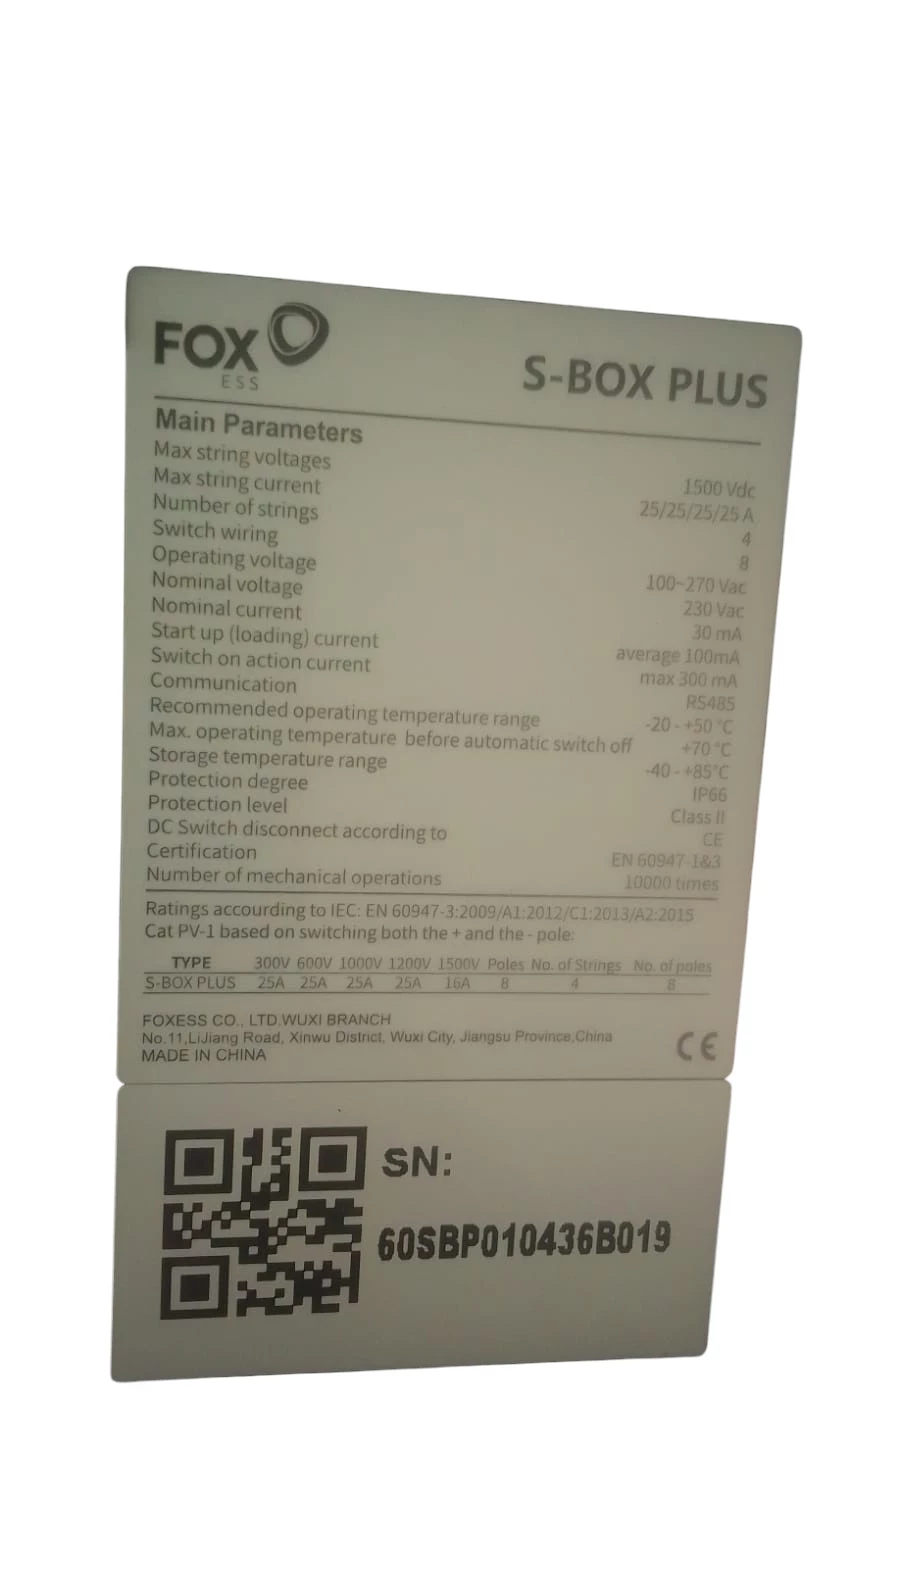 FOX
ESS
S-BOX PLUS
Main Parameters
Max string voltages 1500 Vdc
Max string current 25/25/25/25 A
Number of strings 4
Switch wiring 8
Operating voltage 100~270 Vac
Nominal voltage 230 Vac
Nominal current 30 mA
Start up (loading) current average 100mA
Switch on action current max 300 mA
Communication RS485
Recommended operating temperature range -20 - +50 °C
Max. operating temperature before automatic switch off +70 °C
Storage temperature range -40 - +85°C
Protection degree IP66
Protection level Class II
DC Switch disconnect according to CE
Certification EN 60947-1&3
Number of mechanical operations 10000 times
Ratings accourding to IEC: EN 60947-3:2009/A1:2012/C1:2013/A2:2015
Cat PV-1 based on switching both the + and the - pole:
TYPE 300V 600V 1000V 1200V 1500V Poles No. of Strings No. of poles
S-BOX PLUS 25A 25A 25A 25A 16A 8 4 8
FOXESS CO., LTD.WUXI BRANCH
No.11,LiJiang Road, Xinwu District, Wuxi City, Jiangsu Province,China
MADE IN CHINA
CE
SN:
60SBP010436B019